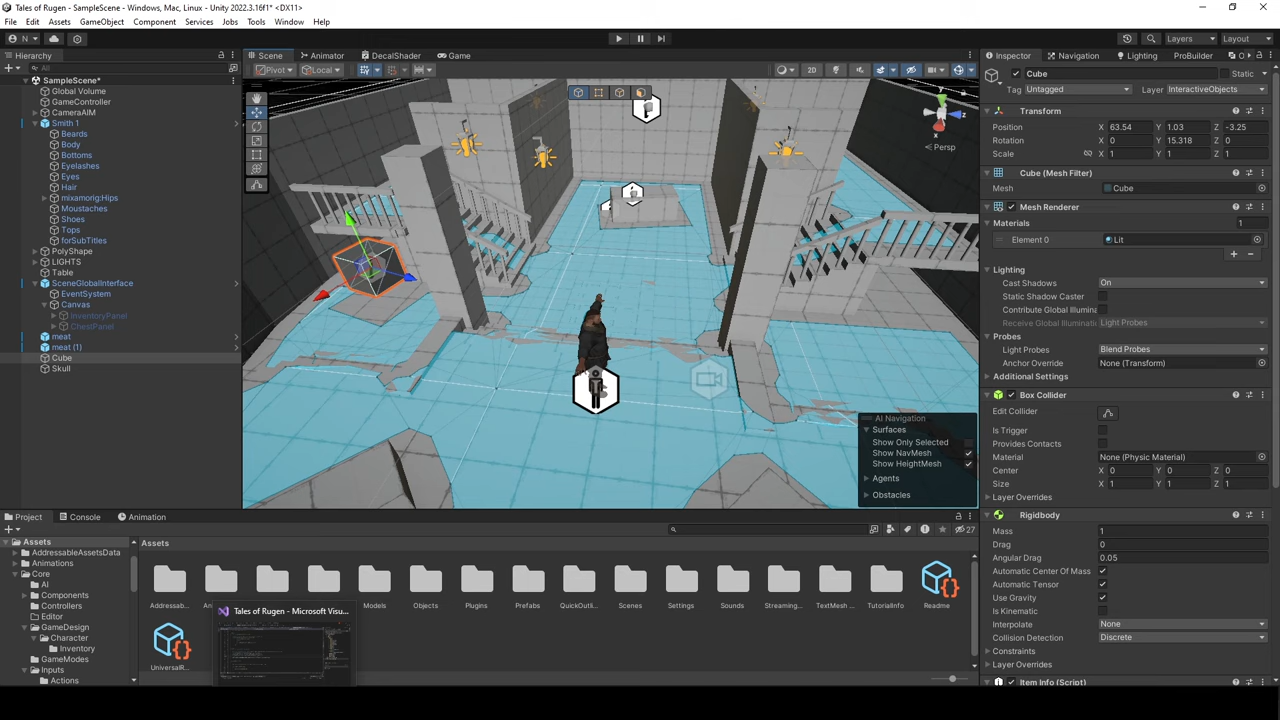 Tales of Rugen - SampleScene - Windows, Mac, Linux - Unity 2022.3.16f1* <DX11>
File Edit Assets GameObject Component Services Jobs Tools Window Help
N
Layers
Layout
Hierarchy
All
SampleScene*
Global Volume
GameController
CameraAIM
Smith 1
Beards
Body
Bottoms
Eyelashes
Eyes
Hair
mixamorig:Hips
Moustaches
Shoes
Tops
forSubTitles
PolyShape
LIGHTS
Table
SceneGlobalInterface
EventSystem
Canvas
InventoryPanel
ChestPanel
meat
meat (1)
Cube
Skull
Scene Animator DecalShader Game
Pivot Local
2D
Persp
AI Navigation
Surfaces
Show Only Selected
Show NavMesh
Show HeightMesh
Agents
Obstacles
Inspector Navigation Lighting ProBuilder
Cube Static
Tag Untagged Layer InteractiveObjects
Transform
Position X 63.54 Y 1.03 Z -3.25
Rotation X 0 Y 15.318 Z 0
Scale X 1 Y 1 Z 1
Cube (Mesh Filter)
Mesh Cube
Mesh Renderer
Materials 1
Element 0 Lit
Lighting
Cast Shadows On
Static Shadow Caster
Contribute Global Illumina
Receive Global Illuminati Light Probes
Probes
Light Probes Blend Probes
Anchor Override None (Transform)
Additional Settings
Box Collider
Edit Collider
Is Trigger
Provides Contacts
Material None (Physic Material)
Center X 0 Y 0 Z 0
Size X 1 Y 1 Z 1
Layer Overrides
Rigidbody
Mass 1
Drag 0
Angular Drag 0.05
Automatic Center Of Mass
Automatic Tensor
Use Gravity
Is Kinematic
Interpolate None
Collision Detection Discrete
Constraints
Layer Overrides
Item Info (Script)
Project Console Animation
27
Assets
AddressableAssetsData
Animations
Core
AI
Components
Controllers
Editor
GameDesign
Character
Inventory
GameModes
Inputs
Actions
Assets
Addressab... Models Objects Plugins Prefabs QuickOutli... Scenes Settings Sounds Streaming... TextMesh ... TutorialInfo Readme
UniversalR...
Tales of Rugen - Microsoft Visu...